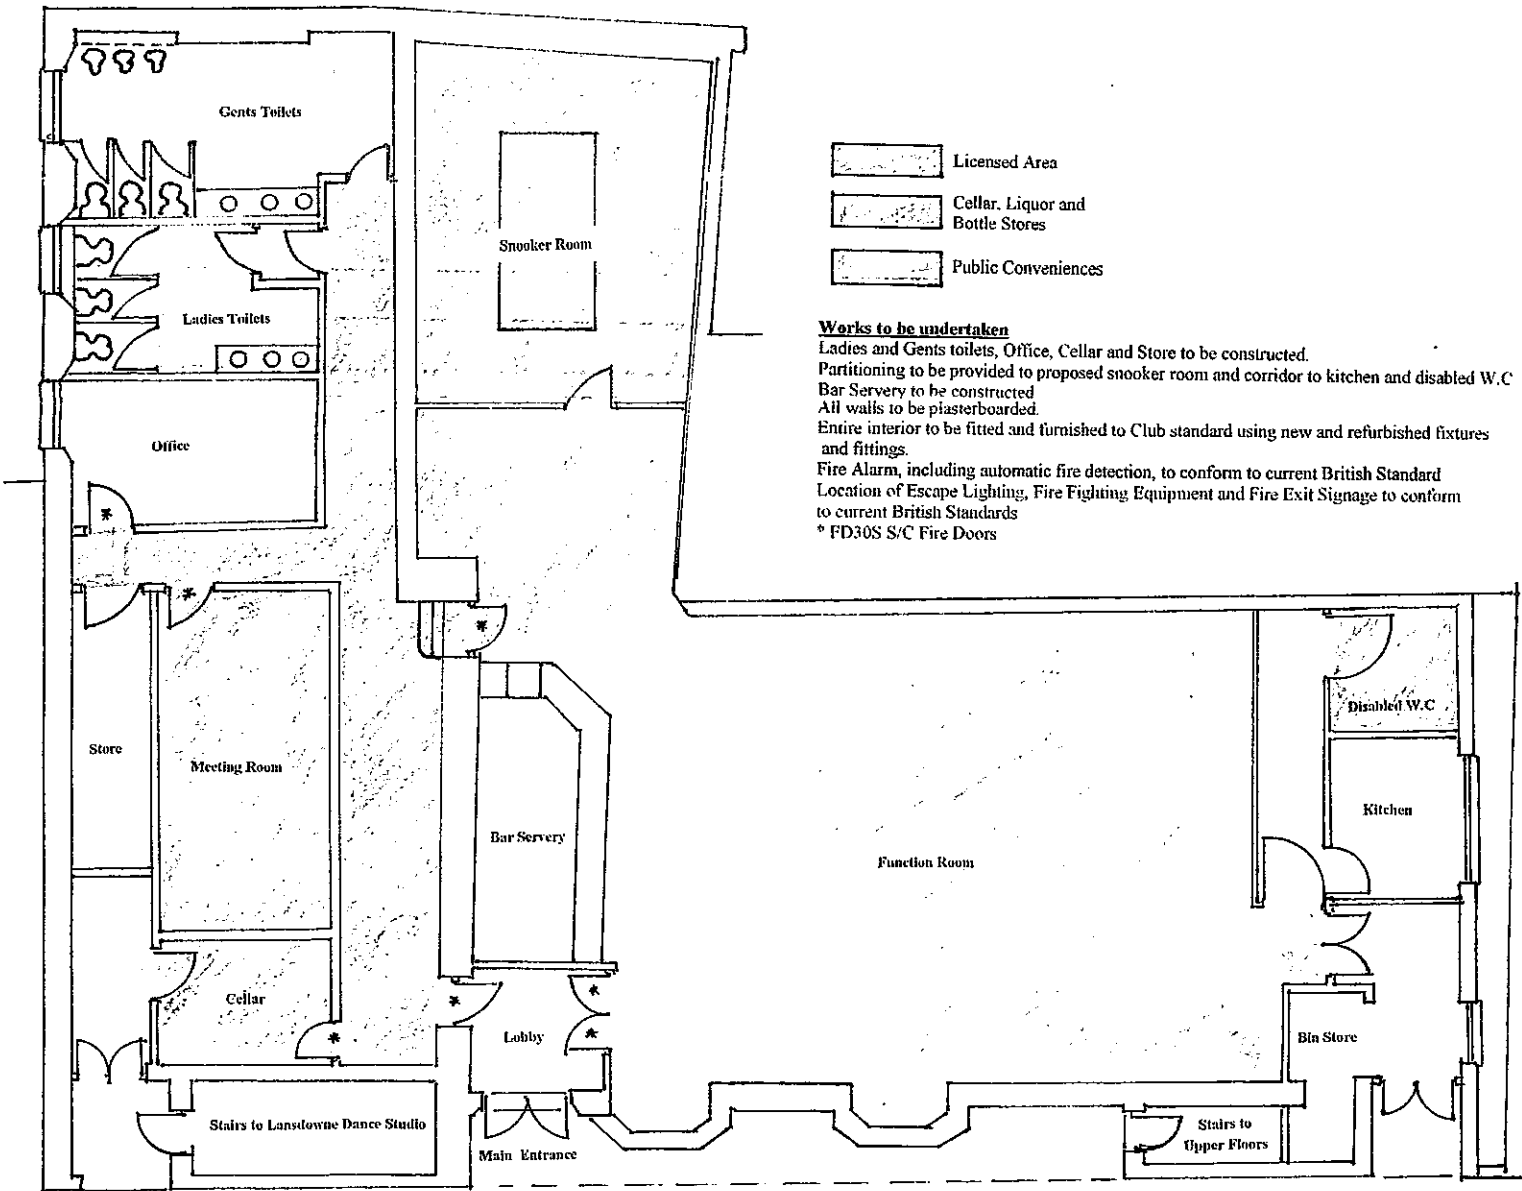 Gents Toilets
Snooker Room
Ladies Toilets
Office
Licensed Area
Cellar, Liquor and
Bottle Stores
Public Conveniences
Works to be undertaken
Ladies and Gents toilets, Office, Cellar and Store to be constructed.
Partitioning to be provided to proposed snooker room and corridor to kitchen and disabled W.C
Bar Servery to be constructed
All walls to be plasterboarded.
Entire interior to be fitted and furnished to Club standard using new and refurbished fixtures
and fittings.
Fire Alarm, including automatic fire detection, to conform to current British Standard
Location of Escape Lighting, Fire Fighting Equipment and Fire Exit Signage to conform
to current British Standards
* FD30S S/C Fire Doors
*
*
*
Disabled W.C
Store
Meeting Room
Kitchen
Bar Servery
Function Room
Cellar
*
*
*
*
Lobby
Bin Store
Stairs to Lansdowne Dance Studio
Main Entrance
Stairs to
Upper Floors